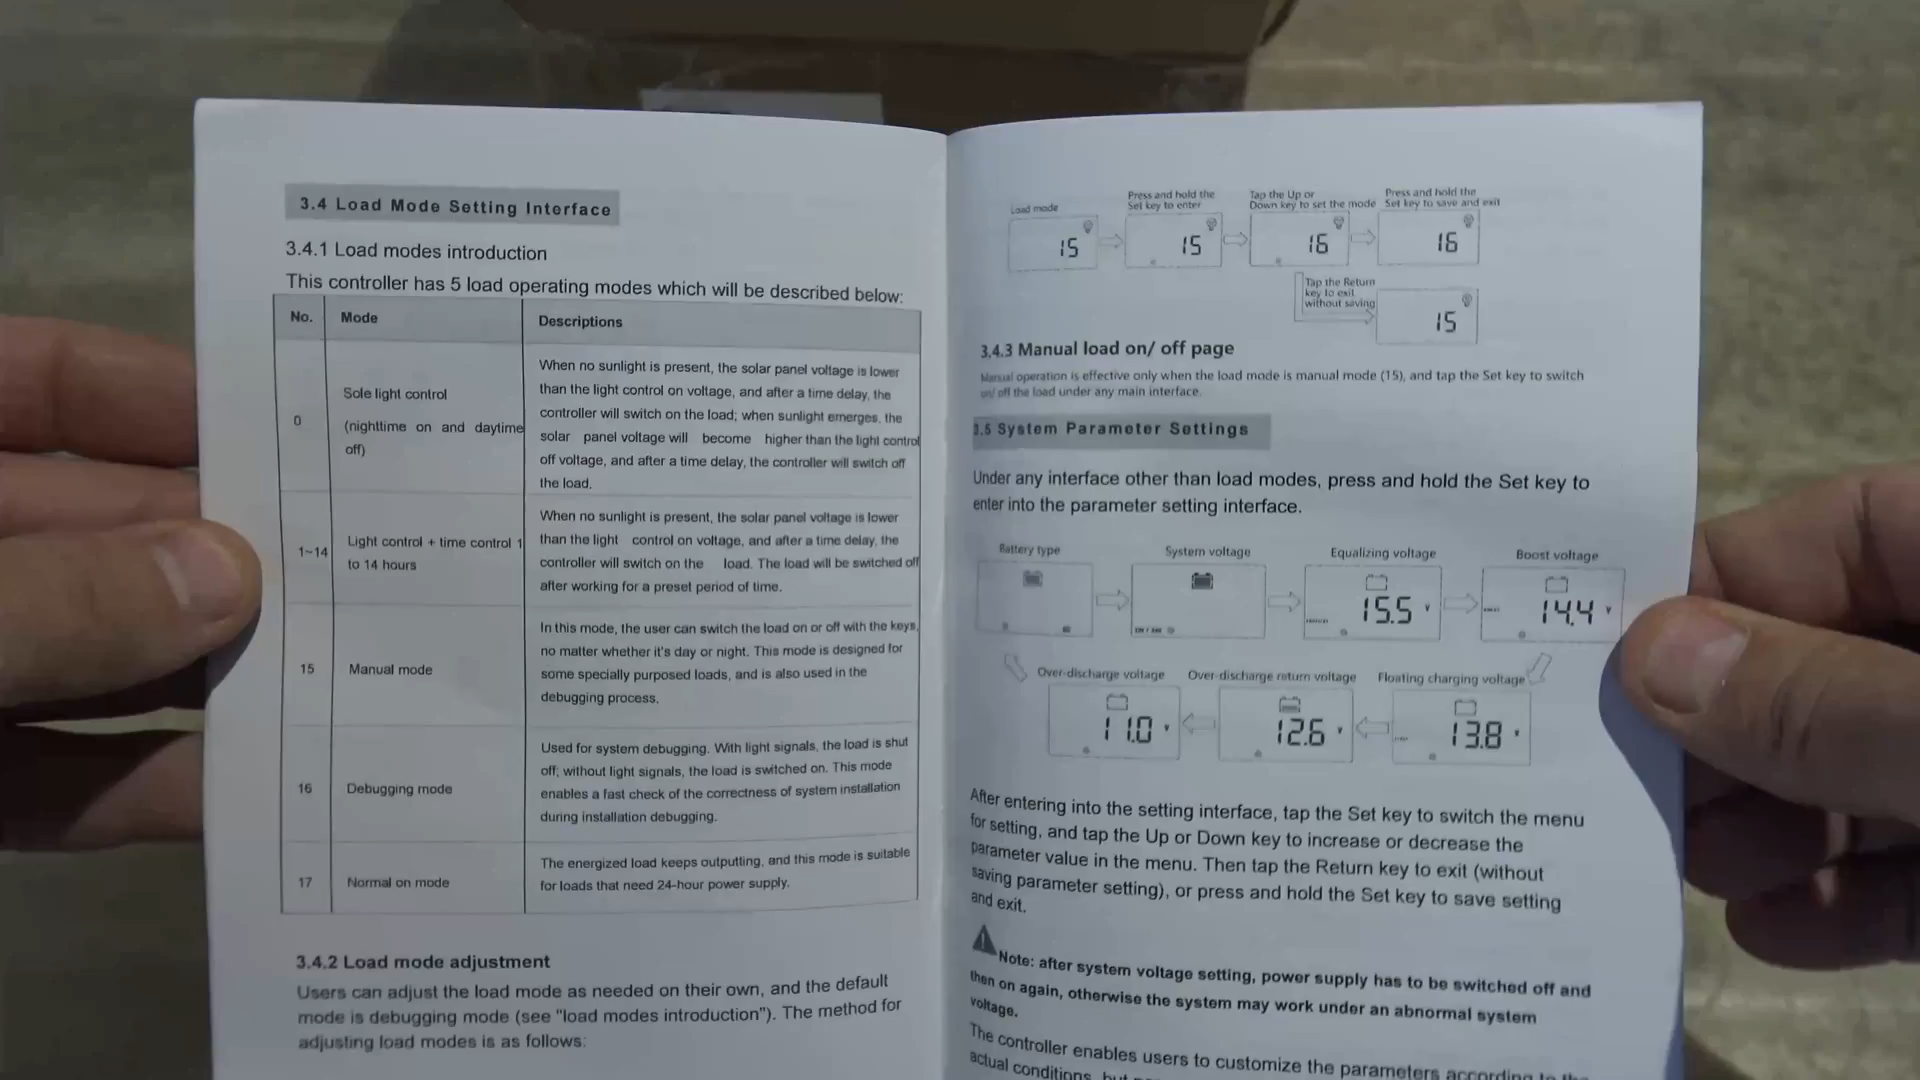 3.4 Load Mode Setting Interface
3.4.1 Load modes introduction
This controller has 5 load operating modes which will be described below:
No. Mode Descriptions
0
Sole light control
(nighttime on and daytime
off)
When no sunlight is present, the solar panel voltage is lower
than the light control on voltage, and after a time delay, the
controller will switch on the load; when sunlight emerges, the
solar panel voltage will become higher than the light control
off voltage, and after a time delay, the controller will switch off
the load.
1~14
Light control + time control 1
to 14 hours
When no sunlight is present, the solar panel voltage is lower
than the light control on voltage, and after a time delay, the
controller will switch on the load. The load will be switched off
after working for a preset period of time.
15
Manual mode
In this mode, the user can switch the load on or off with the keys,
no matter whether it's day or night. This mode is designed for
some specially purposed loads, and is also used in the
debugging process.
16
Debugging mode
Used for system debugging. With light signals, the load is shut
off; without light signals, the load is switched on. This mode
enables a fast check of the correctness of system installation
during installation debugging.
17
Normal on mode
The energized load keeps outputting, and this mode is suitable
for loads that need 24-hour power supply.
3.4.2 Load mode adjustment
Users can adjust the load mode as needed on their own, and the default
mode is debugging mode (see "load modes introduction"). The method for
adjusting load modes is as follows:
Load mode
Press and hold the
Set key to enter
Tap the Up or
Down key to set the mode
Press and hold the
Set key to save and exit
15 15 16 16
Tap the Return
key to exit
without saving
15
3.4.3 Manual load on/ off page
Manual operation is effective only when the load mode is manual mode (15), and tap the Set key to switch
on/ off the load under any main interface.
3.5 System Parameter Settings
Under any interface other than load modes, press and hold the Set key to
enter into the parameter setting interface.
Battery type System voltage Equalizing voltage Boost voltage
15.5 V 14.4 V
Over-discharge voltage Over-discharge return voltage Floating charging voltage
11.0 V 12.6 V 13.8 V
After entering into the setting interface, tap the Set key to switch the menu
for setting, and tap the Up or Down key to increase or decrease the
parameter value in the menu. Then tap the Return key to exit (without
saving parameter setting), or press and hold the Set key to save setting
and exit.
Note: after system voltage setting, power supply has to be switched off and
then on again, otherwise the system may work under an abnormal system
voltage.
The controller enables users to customize the parameters according to the
actual conditions, but